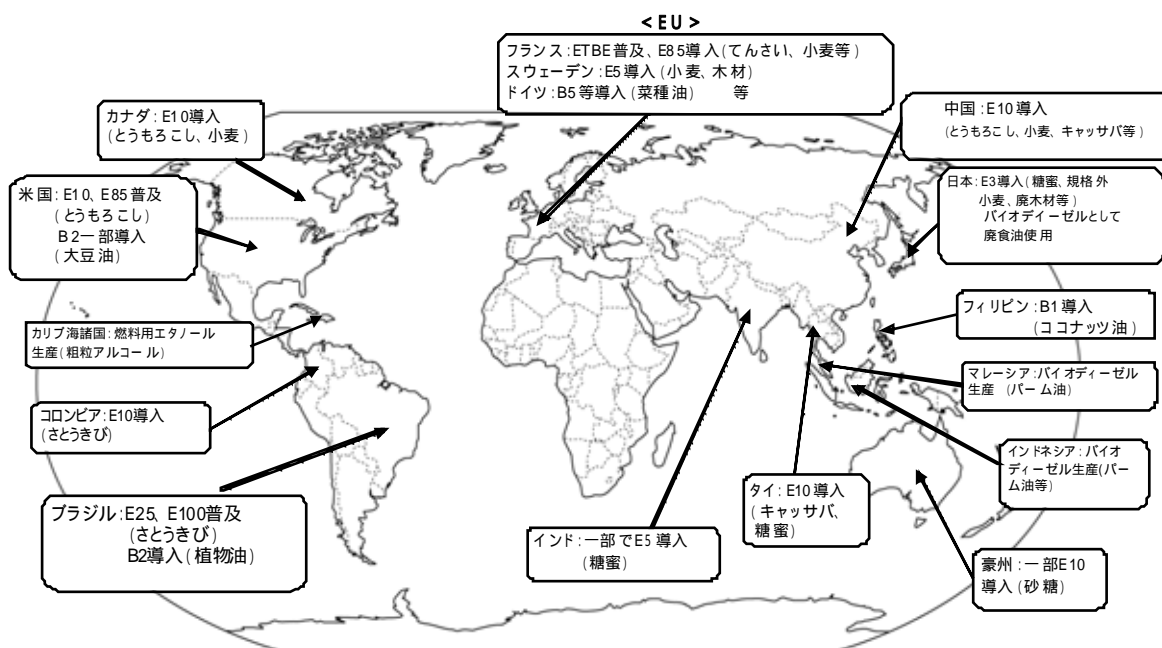 <EU>
フランス:ETBE普及、E85導入(てんさい、小麦等)
スウェーデン:E5導入(小麦、木材)
ドイツ:B5等導入(菜種油) 等
カナダ:E10導入
(とうもろこし、小麦)
中国:E10導入
(とうもろこし、小麦、キャッサバ等)
米国:E10、E85普及
(とうもろこし)
B2一部導入
(大豆油)
日本:E3導入(糖蜜、規格外
小麦、廃木材等)
バイオディーゼルとして
廃食油使用
カリブ海諸国:燃料用エタノール
生産(粗粒アルコール)
フィリピン:B1導入
(ココナッツ油)
マレーシア:バイオディーゼル
生産 (パーム油)
コロンビア:E10導入
(さとうきび)
インドネシア:バイオ
ディーゼル生産(パー
ム油等)
ブラジル:E25、E100普及
(さとうきび)
B2導入(植物油)
タイ:E10導入
(キャッサバ、
糖蜜)
インド:一部でE5導入
(糖蜜)
豪州:一部E10
導入(砂糖)